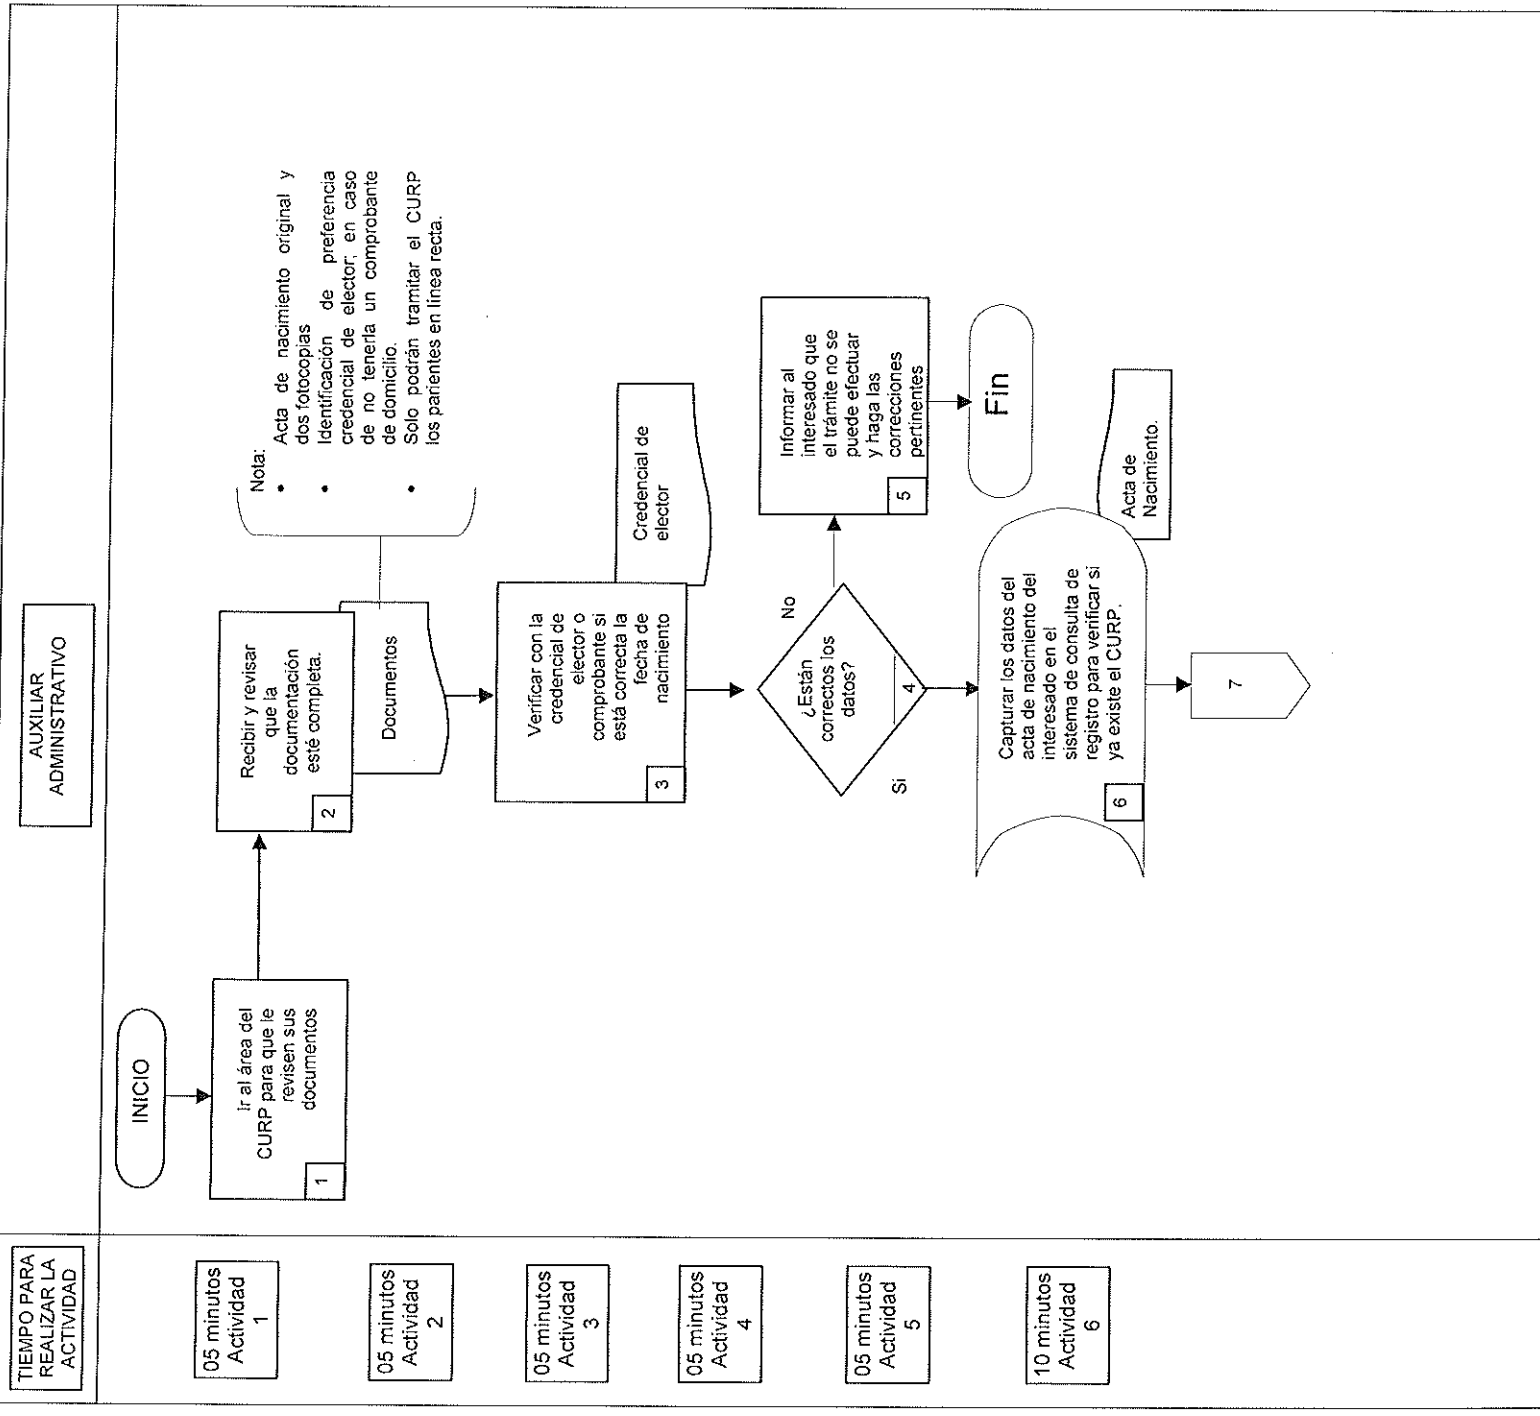 TIEMPO PARA
REALIZAR LA
ACTIVIDAD
AUXILIAR
ADMINISTRATIVO
INICIO
05 minutos
Actividad
1
Ir al área del
CURP para que le
revisen sus
documentos
1
Recibir y revisar
que la
documentación
esté completa.
2
Documentos
Nota:
• Acta de nacimiento original y
dos fotocopias
• Identificación de preferencia
credencial de elector; en caso
de no tenerla un comprobante
de domicilio.
• Solo podrán tramitar el CURP
los parientes en línea recta.
05 minutos
Actividad
2
05 minutos
Actividad
3
Verificar con la
credencial de
elector o
comprobante si
está correcta la
fecha de
nacimiento
3
Credencial de
elector
05 minutos
Actividad
4
¿Están
correctos los
datos?
4
No
Si
05 minutos
Actividad
5
Informar al
interesado que
el trámite no se
puede efectuar
y haga las
correcciones
pertinentes
5
Fin
10 minutos
Actividad
6
Capturar los datos del
acta de nacimiento del
interesado en el
sistema de consulta de
registro para verificar si
ya existe el CURP.
6
Acta de
Nacimiento.
7